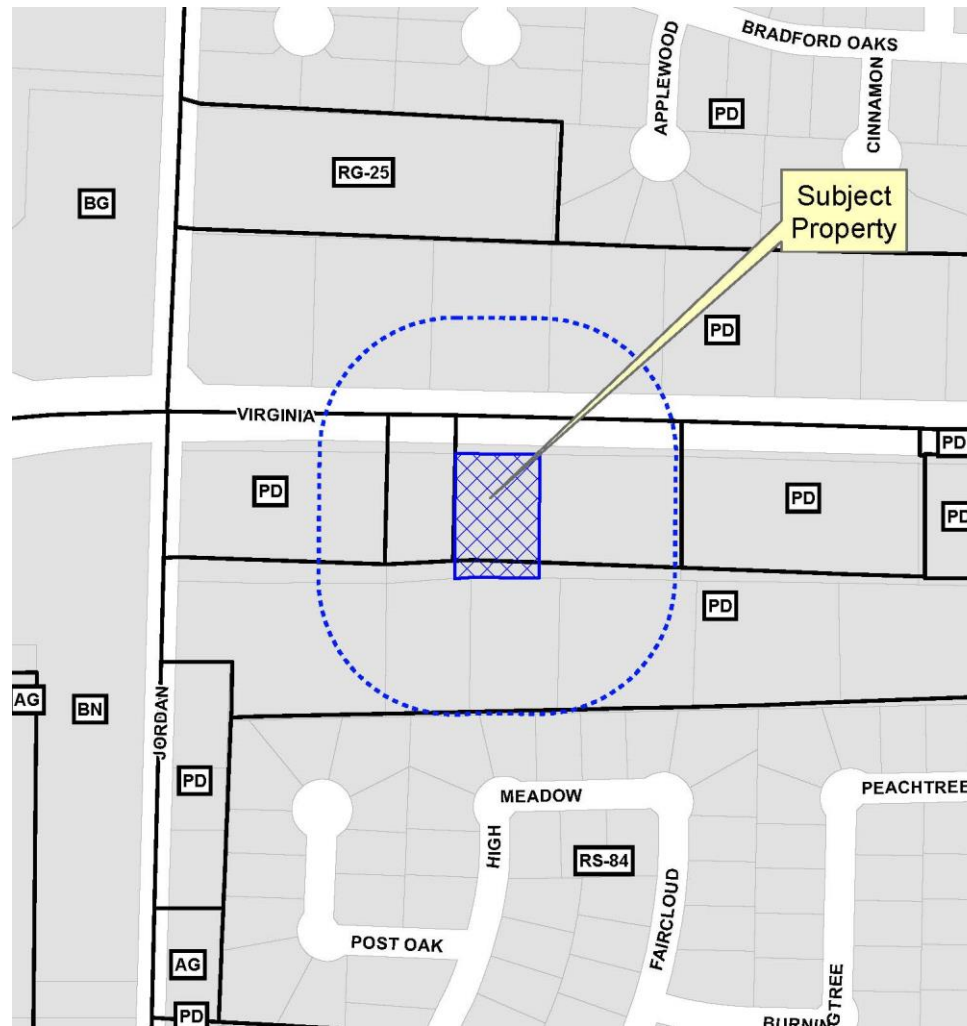 BRADFORD OAKS
APPLEWOOD
CINNAMON
PD
RG-25
BG
Subject
Property
PD
VIRGINIA
PD
PD
PD
PD
PD
AG
BN
JORDAN
PD
PEACHTREE
MEADOW
HIGH
RS-84
FAIRCLOUD
POST OAK
AG
PD